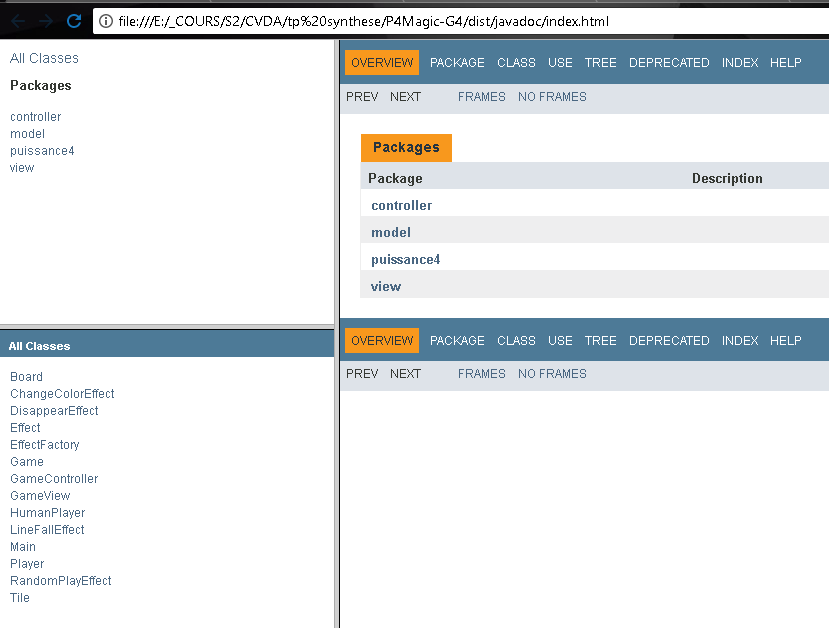 file:///E:/_COURS/S2/CVDA/tp%20synthese/P4Magic-G4/dist/javadoc/index.html
All Classes
Packages
controller
model
puissance4
view
All Classes
Board
ChangeColorEffect
DisappearEffect
Effect
EffectFactory
Game
GameController
GameView
HumanPlayer
LineFallEffect
Main
Player
RandomPlayEffect
Tile
OVERVIEW PACKAGE CLASS USE TREE DEPRECATED INDEX HELP
PREV NEXT FRAMES NO FRAMES
Packages
Package Description
controller
model
puissance4
view
OVERVIEW PACKAGE CLASS USE TREE DEPRECATED INDEX HELP
PREV NEXT FRAMES NO FRAMES